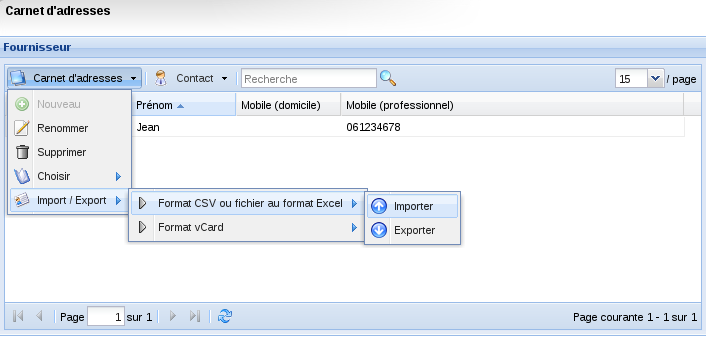 Carnet d'adresses
Fournisseur
Carnet d'adresses Contact Recherche 15 / page
Prénom Mobile (domicile) Mobile (professionnel)
Jean 061234678
Nouveau
Renommer
Supprimer
Choisir
Import / Export
Format CSV ou fichier au format Excel
Format vCard
Importer
Exporter
Page 1 sur 1 Page courante 1 - 1 sur 1